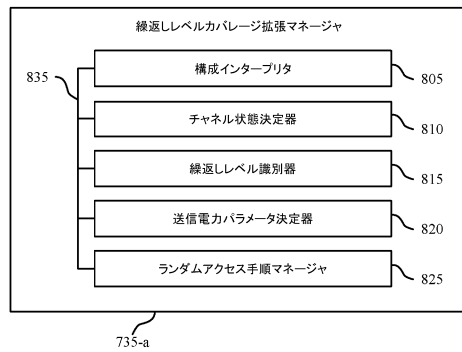 繰返しレベルカバレージ拡張マネージャ
構成インタープリタ
835
805
チャネル状態決定器
810
繰返しレベル識別器
815
送信電力パラメータ決定器
820
ランダムアクセス手順マネージャ
825
735-a